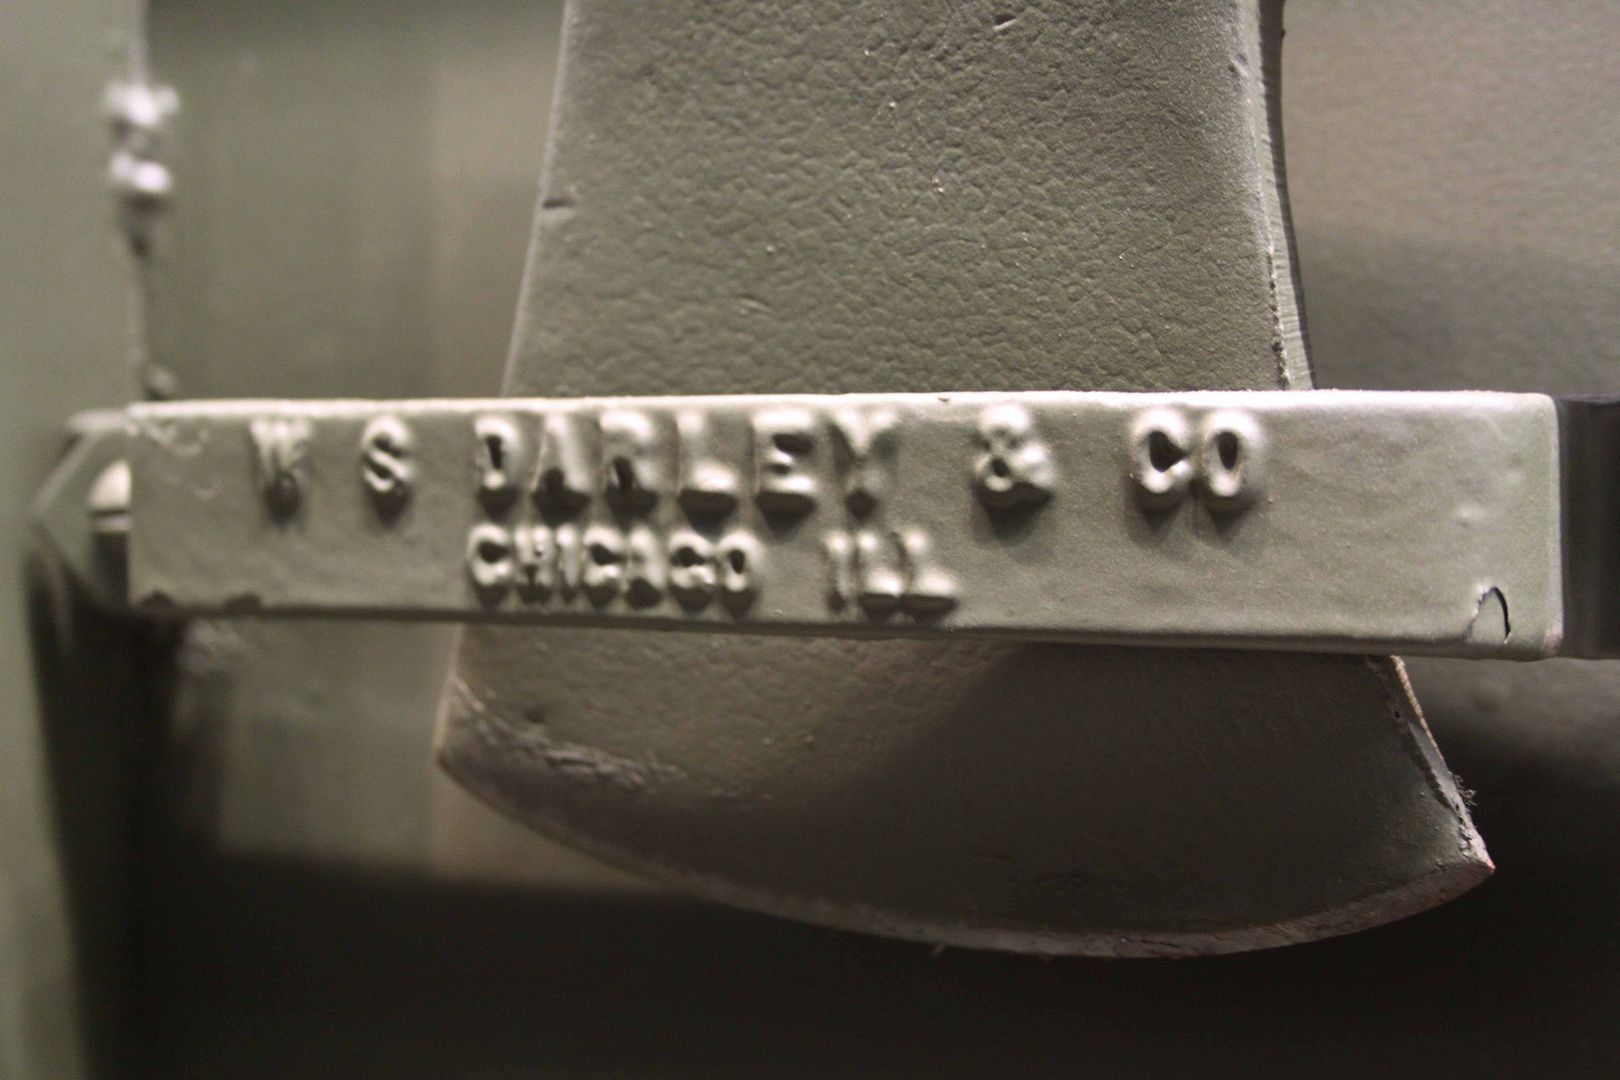 W S DARLEY & CO
CHICAGO ILL